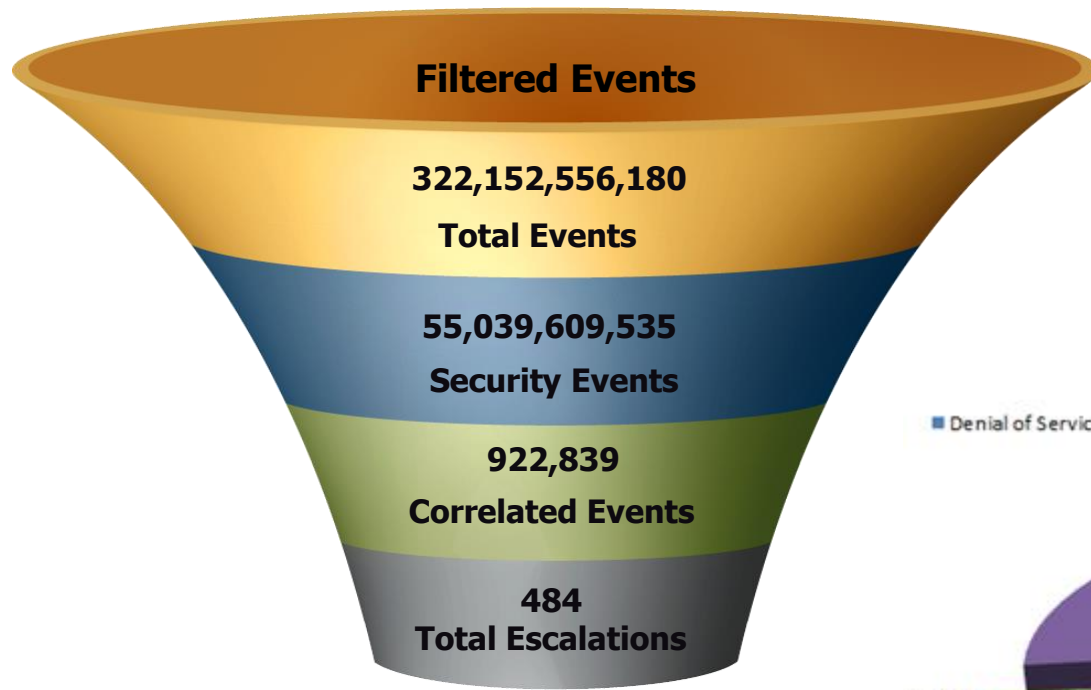 Filtered Events
322,152,556,180
Total Events
55,039,609,535
Security Events
922,839
Correlated Events
484
Total Escalations
Denial of Servic